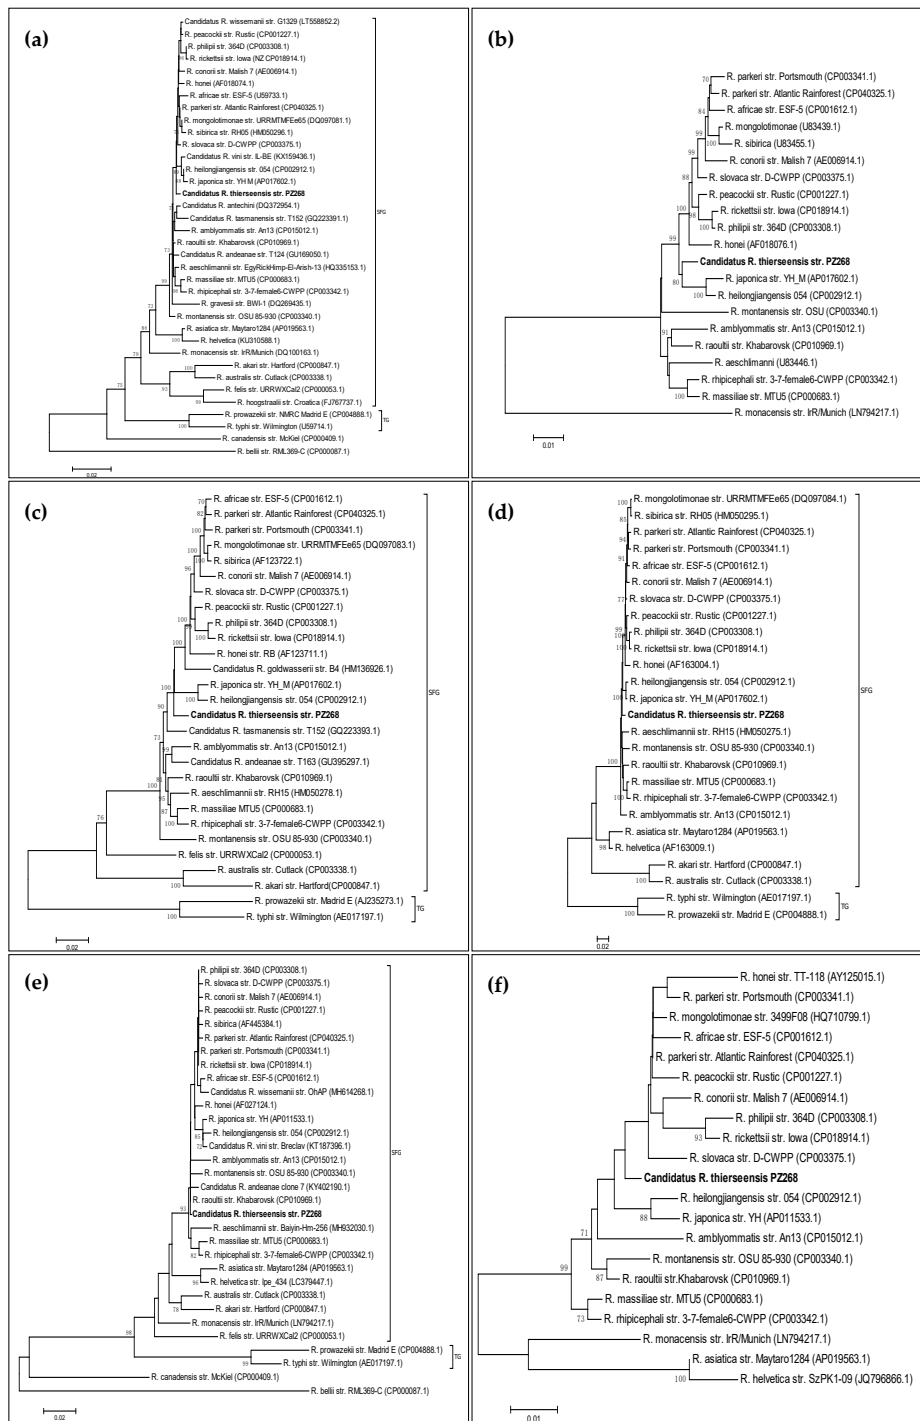 (a)
Candidatus R. wissemanii str. G1329 (LT558852.2)
R. peacockii str. Rustic (CP001227.1)
R. philipii str. 364D (CP003308.1)
R. rickettsii str. Iowa (NZ CP018914.1)
R. conorii str. Malish 7 (AE006914.1)
R. honei (AF018074.1)
R. africae str. ESF-5 (U59733.1)
R. parkeri str. Atlantic Rainforest (CP040325.1)
R. mongolotimonae str. URRMTMFEe65 (DQ097081.1)
R. sibirica str. RH05 (HM050296.1)
R. slovaca str. D-CWPP (CP003375.1)
Candidatus R. vini str. IL-BE (KX159436.1)
R. heilongjiangensis str. 054 (CP002912.1)
R. japonica str. YH M (AP017602.1)
Candidatus R. thierseensis str. PZ268
Candidatus R. antechini (DQ372954.1)
Candidatus R. tasmanensis str. T152 (GQ223391.1)
R. amblyommatis str. An13 (CP015012.1)
R. raoultii str. Khabarovsk (CP010969.1)
Candidatus R. andeanae str. T124 (GU169050.1)
R. aeschlimannii str. EgyRickHimp-El-Arish-13 (HQ335153.1)
R. massiliae str. MTU5 (CP000683.1)
R. rhipicephali str. 3-7-female6-CWPP (CP003342.1)
R. gravesii str. BWI-1 (DQ269435.1)
R. montanensis str. OSU 85-930 (CP003340.1)
R. asiatica str. Maytaro1284 (AP019563.1)
R. helvetica (KU310588.1)
R. monacensis str. IrR/Munich (DQ100163.1)
R. akari str. Hartford (CP000847.1)
R. australis str. Cutlack (CP003338.1)
R. felis str. URRWXCal2 (CP000053.1)
R. hoogstraalii str. Croatica (FJ767737.1)
R. prowazekii str. NMRC Madrid E (CP004888.1)
R. typhi str. Wilmington (U59714.1)
R. canadensis str. McKiel (CP000409.1)
R. bellii str. RML369-C (CP000087.1)
SFG
TG
0.02
(b)
R. parkeri str. Portsmouth (CP003341.1)
R. parkeri str. Atlantic Rainforest (CP040325.1)
R. africae str. ESF-5 (CP001612.1)
R. mongolotimonae (U83439.1)
R. sibirica (U83455.1)
R. conorii str. Malish 7 (AE006914.1)
R. slovaca str. D-CWPP (CP003375.1)
R. peacockii str. Rustic (CP001227.1)
R. rickettsii str. Iowa (CP018914.1)
R. philipii str. 364D (CP003308.1)
R. honei (AF018076.1)
Candidatus R. thierseensis str. PZ268
R. japonica str. YH_M (AP017602.1)
R. heilongjiangensis 054 (CP002912.1)
R. montanensis str. OSU (CP003340.1)
R. amblyommatis str. An13 (CP015012.1)
R. raoultii str. Khabarovsk (CP010969.1)
R. aeschlimanni (U83446.1)
R. rhipicephali str. 3-7-female6-CWPP (CP003342.1)
R. massiliae str. MTU5 (CP000683.1)
R. monacensis str. IrR/Munich (LN794217.1)
0.01
(c)
R. africae str. ESF-5 (CP001612.1)
R. parkeri str. Atlantic Rainforest (CP040325.1)
R. parkeri str. Portsmouth (CP003341.1)
R. mongolotimonae str. URRMTMFEe65 (DQ097083.1)
R. sibirica (AF123722.1)
R. conorii str. Malish 7 (AE006914.1)
R. slovaca str. D-CWPP (CP003375.1)
R. peacockii str. Rustic (CP001227.1)
R. philipii str. 364D (CP003308.1)
R. rickettsii str. Iowa (CP018914.1)
R. honei str. RB (AF123711.1)
Candidatus R. goldwasserii str. B4 (HM136926.1)
R. japonica str. YH_M (AP017602.1)
R. heilongjiangensis str. 054 (CP002912.1)
Candidatus R. thierseensis str. PZ268
Candidatus R. tasmanensis str. T152 (GQ223393.1)
R. amblyommatis str. An13 (CP015012.1)
Candidatus R. andeanae str. T163 (GU395297.1)
R. raoultii str. Khabarovsk (CP010969.1)
R. aeschlimannii str. RH15 (HM050278.1)
R. massiliae str. MTU5 (CP000683.1)
R. rhipicephali str. 3-7-female6-CWPP (CP003342.1)
R. montanensis str. OSU 85-930 (CP003340.1)
R. felis str. URRWXCal2 (CP000053.1)
R. australis str. Cutlack (CP003338.1)
R. akari str. Hartford(CP000847.1)
R. prowazekii str. Madrid E (AJ235273.1)
R. typhi str. Wilmington (AE017197.1)
SFG
TG
0.02
(d)
R. mongolotimonae str. URRMTMFEe65 (DQ097084.1)
R. sibirica str. RH05 (HM050295.1)
R. parkeri str. Atlantic Rainforest (CP040325.1)
R. parkeri str. Portsmouth (CP003341.1)
R. africae str. ESF-5 (CP001612.1)
R. conorii str. Malish 7 (AE006914.1)
R. slovaca str. D-CWPP (CP003375.1)
R. peacockii str. Rustic (CP001227.1)
R. philipii str. 364D (CP003308.1)
R. rickettsii str. Iowa (CP018914.1)
R. honei (AF163004.1)
R. heilongjiangensis str. 054 (CP002912.1)
R. japonica str. YH_M (AP017602.1)
Candidatus R. thierseensis str. PZ268
R. aeschlimannii str. RH15 (HM050275.1)
R. montanensis str. OSU 85-930 (CP003340.1)
R. raoultii str. Khabarovsk (CP010969.1)
R. massiliae str. MTU5 (CP000683.1)
R. rhipicephali str. 3-7-female6-CWPP (CP003342.1)
R. amblyommatis str. An13 (CP015012.1)
R. asiatica str. Maytaro1284 (AP019563.1)
R. helvetica (AF163009.1)
R. akari str. Hartford (CP000847.1)
R. australis str. Cutlack (CP003338.1)
R. typhi str. Wilmington (AE017197.1)
R. prowazekii str. Madrid E (CP004888.1)
SFG
TG
0.02
(e)
R. philipii str. 364D (CP003308.1)
R. slovaca str. D-CWPP (CP003375.1)
R. conorii str. Malish 7 (AE006914.1)
R. peacockii str. Rustic (CP001227.1)
R. sibirica (AF445384.1)
R. parkeri str. Atlantic Rainforest (CP040325.1)
R. parkeri str. Portsmouth (CP003341.1)
R. rickettsii str. Iowa (CP018914.1)
R. africae str. ESF-5 (CP001612.1)
Candidatus R. wissemanii str. OhAP (MH614268.1)
R. honei (AF027124.1)
R. japonica str. YH (AP011533.1)
R. heilongjiangensis str. 054 (CP002912.1)
Candidatus R. vini str. Breclav (KT187396.1)
R. amblyommatis str. An13 (CP015012.1)
R. montanensis str. OSU 85-930 (CP003340.1)
Candidatus R. andeanae clone 7 (KY402190.1)
R. raoultii str. Khabarovsk (CP010969.1)
Candidatus R. thierseensis str. PZ268
R. aeschlimannii str. Baiyin-Hm-256 (MH932030.1)
R. massiliae str. MTU5 (CP000683.1)
R. rhipicephali str. 3-7-female6-CWPP (CP003342.1)
R. asiatica str. Maytaro1284 (AP019563.1)
R. helvetica str. Ipe_434 (LC379447.1)
R. australis str. Cutlack (CP003338.1)
R. akari str. Hartford (CP000847.1)
R. monacensis str. IrR/Munich (LN794217.1)
R. felis str. URRWXCal2 (CP000053.1)
R. prowazekii str. Madrid E (CP004888.1)
R. typhi str. Wilmington (AE017197.1)
R. canadensis str. McKiel (CP000409.1)
R. bellii str. RML369-C (CP000087.1)
SFG
TG
0.02
(f)
R. honei str. TT-118 (AY125015.1)
R. parkeri str. Portsmouth (CP003341.1)
R. mongolotimonae str. 3499F08 (HQ710799.1)
R. africae str. ESF-5 (CP001612.1)
R. parkeri str. Atlantic Rainforest (CP040325.1)
R. peacockii str. Rustic (CP001227.1)
R. conorii str. Malish 7 (AE006914.1)
R. philipii str. 364D (CP003308.1)
R. rickettsii str. Iowa (CP018914.1)
R. slovaca str. D-CWPP (CP003375.1)
Candidatus R. thierseensis PZ268
R. heilongjiangensis str. 054 (CP002912.1)
R. japonica str. YH (AP011533.1)
R. amblyommatis str. An13 (CP015012.1)
R. montanensis str. OSU 85-930 (CP003340.1)
R. raoultii str.Khabarovsk (CP010969.1)
R. massiliae str. MTU5 (CP000683.1)
R. rhipicephali str. 3-7-female6-CWPP (CP003342.1)
R. monacensis str. IrR/Munich (LN794217.1)
R. asiatica str. Maytaro1284 (AP019563.1)
R. helvetica str. SzPK1-09 (JQ796866.1)
93
88
71
99
87
73
100
0.01